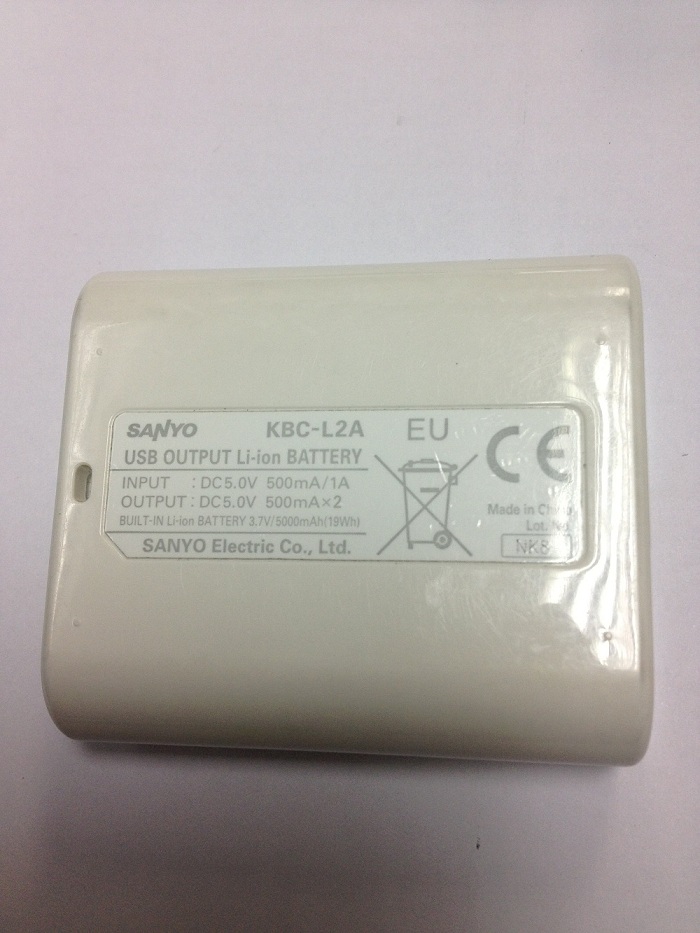 SANYO KBC-L2A EU
USB OUTPUT Li-ion BATTERY
INPUT : DC5.0V 500mA/1A
OUTPUT : DC5.0V 500mA×2
BUILT-IN Li-ion BATTERY 3.7V/5000mAh(19Wh)
SANYO Electric Co., Ltd.
CE
Made in China
Lot. No.